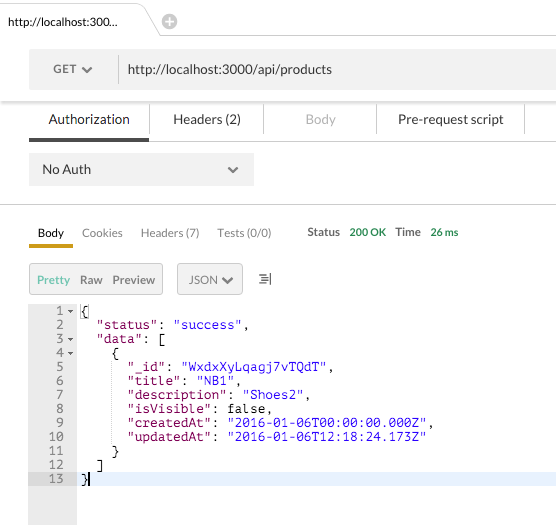 http://localhost:300...
GET http://localhost:3000/api/products
Authorization Headers (2) Body Pre-request script
No Auth
Body Cookies Headers (7) Tests (0/0) Status 200 OK Time 26 ms
Pretty Raw Preview JSON
1 {
2 "status": "success",
3 "data": [
4 {
5 "_id": "WxdxXyLqagj7vTQdT",
6 "title": "NB1",
7 "description": "Shoes2",
8 "isVisible": false,
9 "createdAt": "2016-01-06T00:00:00.000Z",
10 "updatedAt": "2016-01-06T12:18:24.173Z"
11 }
12 ]
13 }